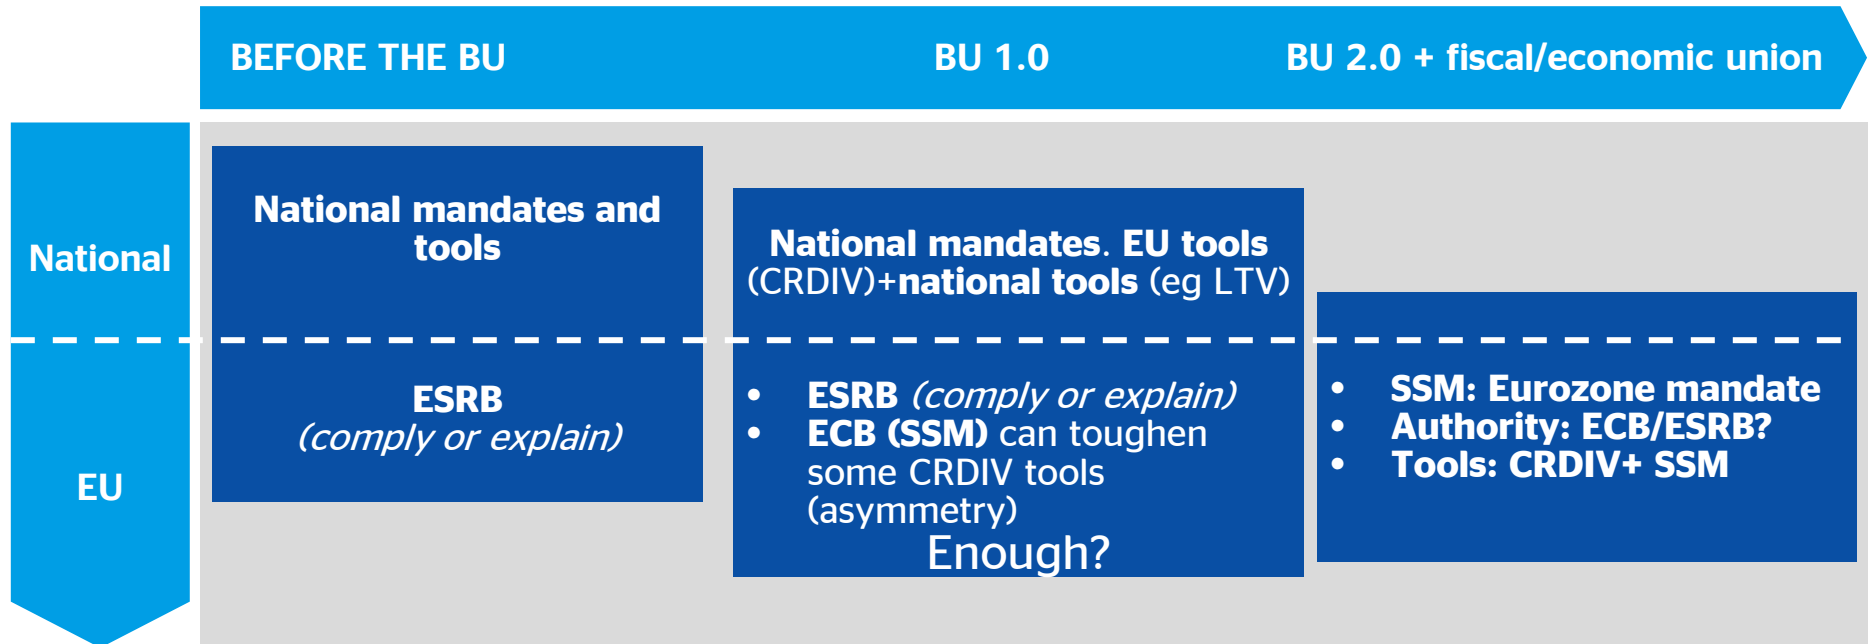 BEFORE THE BU
BU 1.0
BU 2.0 + fiscal/economic union
National
National mandates and
tools
National mandates. EU tools
(CRDIV)+national tools (eg LTV)
EU
ESRB
(comply or explain)
• ESRB (comply or explain)
• ECB (SSM) can toughen
some CRDIV tools
(asymmetry)
Enough?
• SSM: Eurozone mandate
• Authority: ECB/ESRB?
• Tools: CRDIV+ SSM